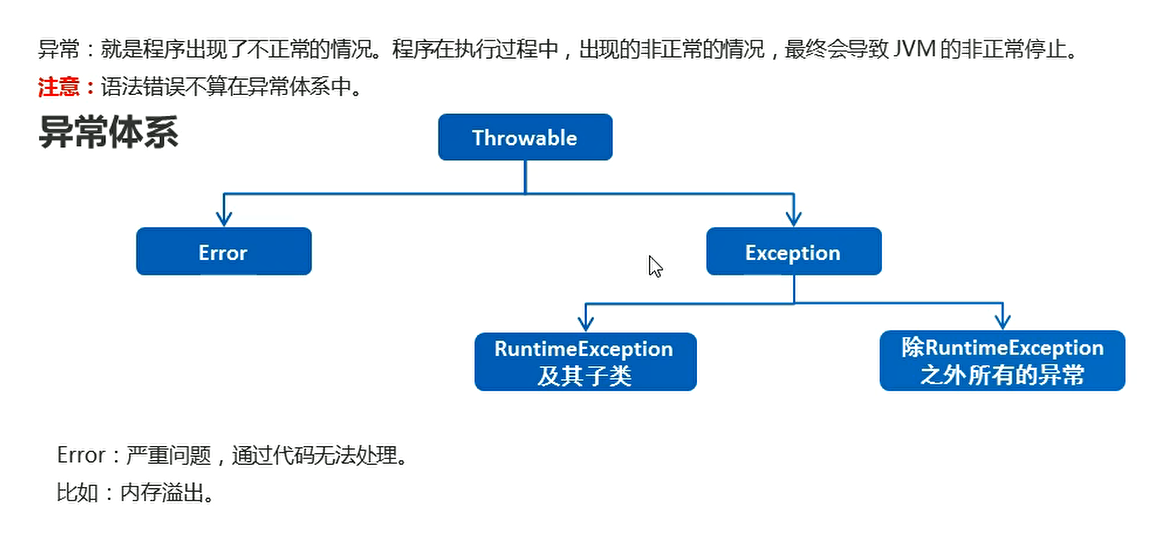 异常：就是程序出现了不正常的情况。程序在执行过程中，出现的非正常的情况，最终会导致 JVM 的非正常停止。
注意：语法错误不算在异常体系中。
异常体系
Throwable
Error
Exception
RuntimeException
及其子类
除RuntimeException
之外所有的异常
Error：严重问题，通过代码无法处理。
比如：内存溢出。